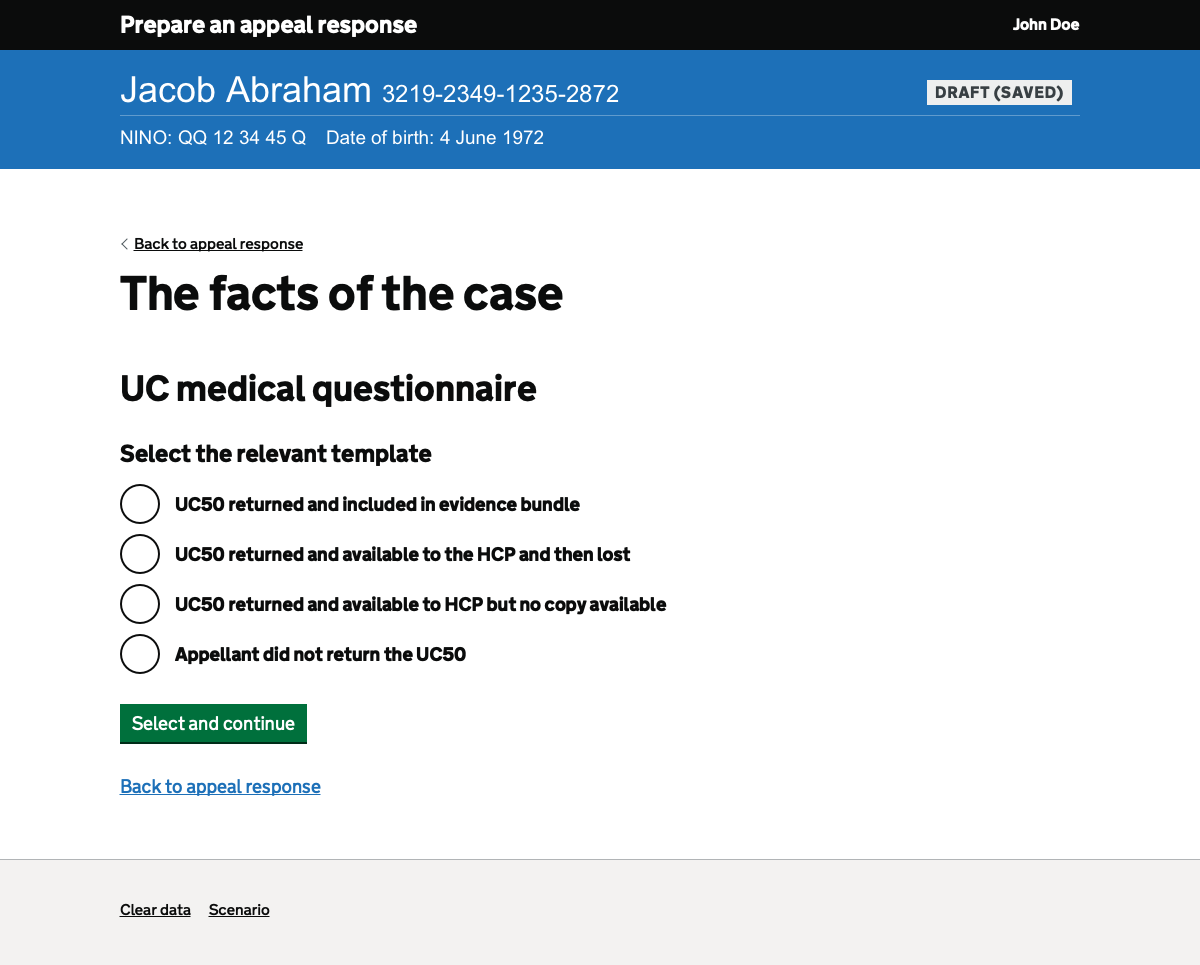 Prepare an appeal response John Doe
Jacob Abraham 3219-2349-1235-2872 DRAFT (SAVED)
NINO: QQ 12 34 45 Q Date of birth: 4 June 1972
Back to appeal response
The facts of the case
UC medical questionnaire
Select the relevant template
UC50 returned and included in evidence bundle
UC50 returned and available to the HCP and then lost
UC50 returned and available to HCP but no copy available
Appellant did not return the UC50
Select and continue
Back to appeal response
Clear data Scenario